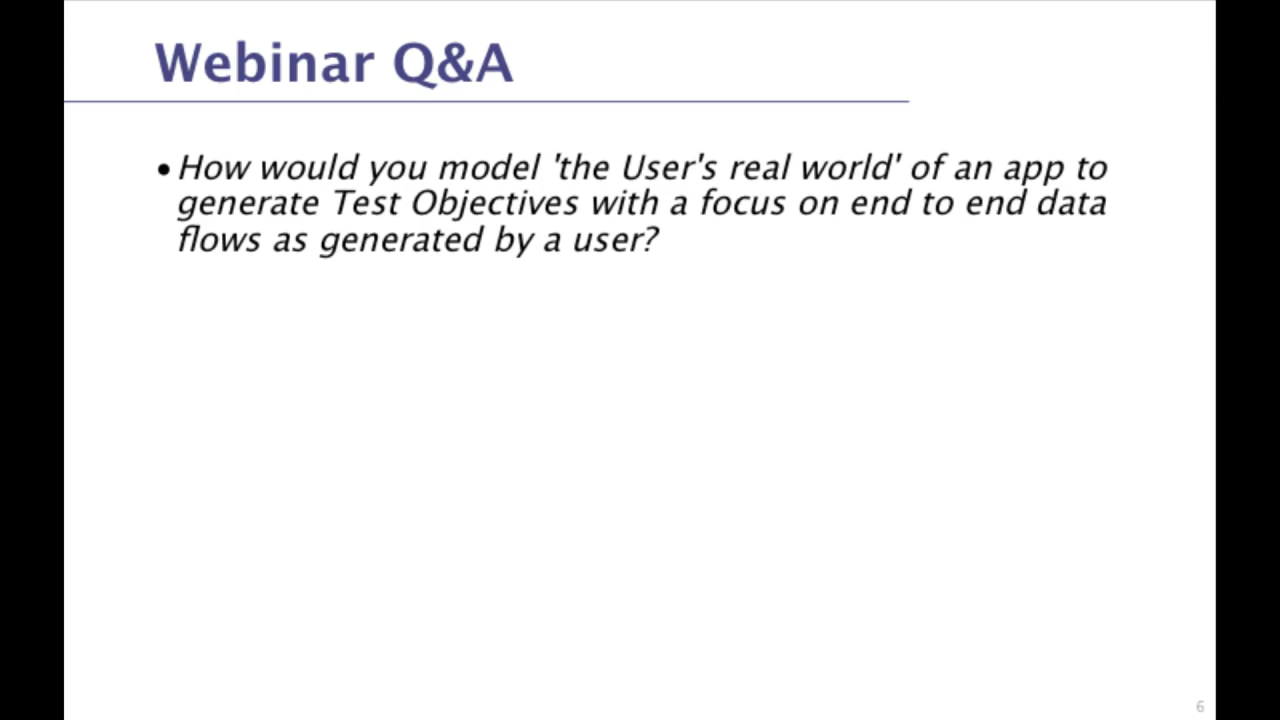 Webinar Q&A
• How would you model 'the User's real world' of an app to
generate Test Objectives with a focus on end to end data
flows as generated by a user?
6